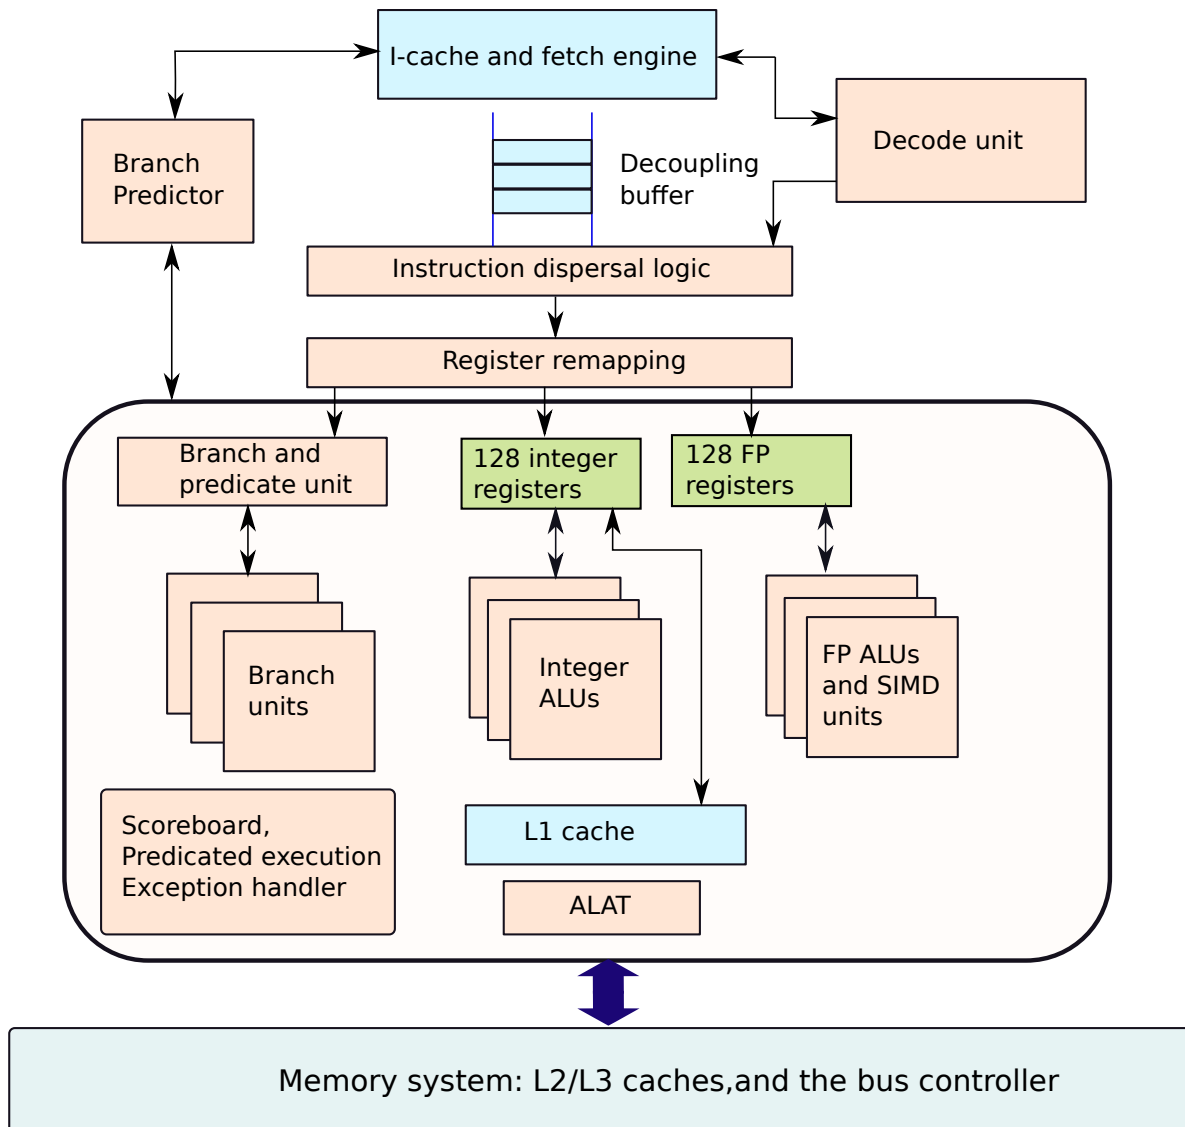 I-cache and fetch engine
Decode unit
Branch
Predictor
Decoupling
buffer
Instruction dispersal logic
Register remapping
Branch and
predicate unit
128 integer
registers
128 FP
registers
Branch
units
Integer
ALUs
FP ALUs
and SIMD
units
Scoreboard,
Predicated execution
Exception handler
L1 cache
ALAT
Memory system: L2/L3 caches,and the bus controller